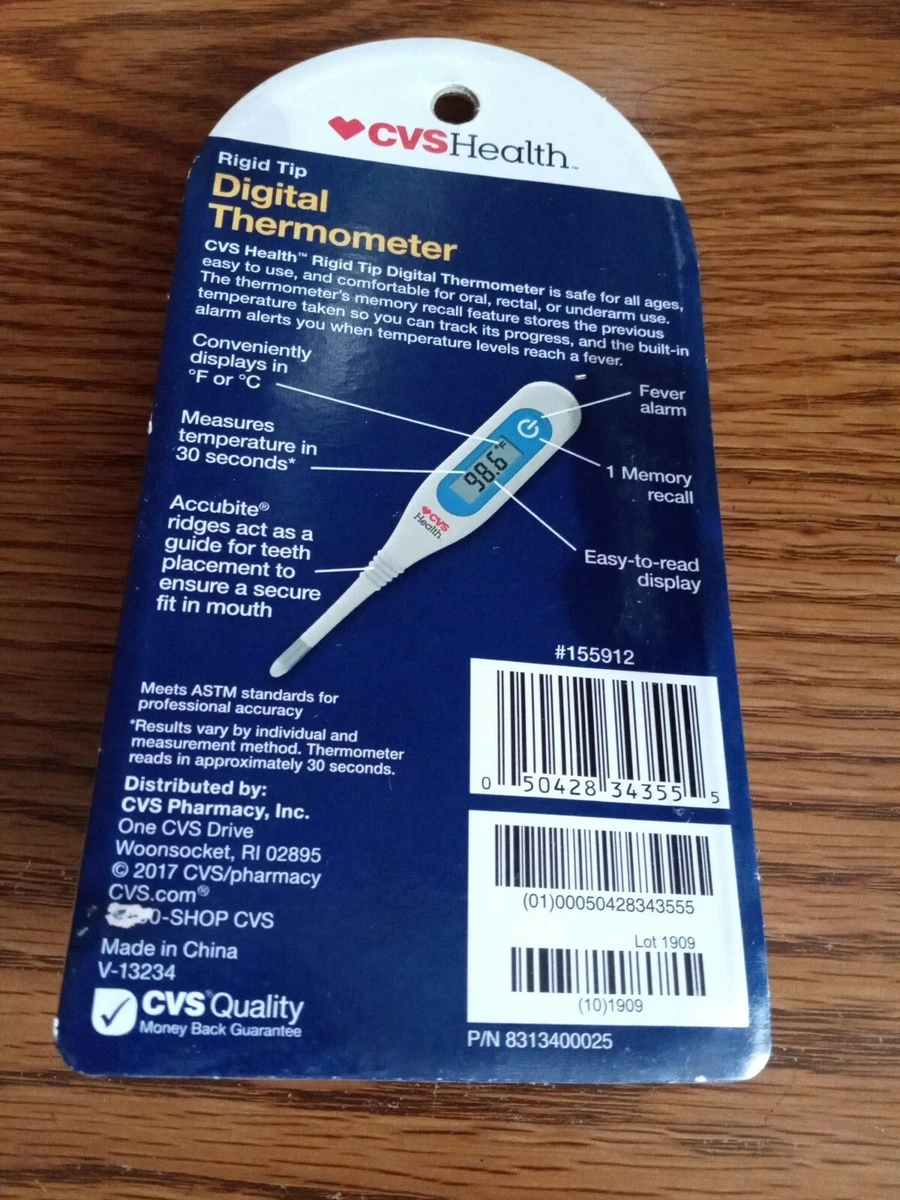 CVSHealth™
Rigid Tip
Digital
Thermometer
CVS Health™ Rigid Tip Digital Thermometer is safe for all ages,
easy to use, and comfortable for oral, rectal, or underarm use.
The thermometer's memory recall feature stores the previous
temperature taken so you can track its progress, and the built-in
alarm alerts you when temperature levels reach a fever.
Conveniently
displays in
°F or °C
Measures
temperature in
30 seconds*
Accubite®
ridges act as a
guide for teeth
placement to
ensure a secure
fit in mouth
98.6°F
CVS
Health
Fever
alarm
1 Memory
recall
Easy-to-read
display
Meets ASTM standards for
professional accuracy
*Results vary by individual and
measurement method. Thermometer
reads in approximately 30 seconds.
Distributed by:
CVS Pharmacy, Inc.
One CVS Drive
Woonsocket, RI 02895
© 2017 CVS/pharmacy
CVS.com®
0-SHOP CVS
Made in China
V-13234
CVS Quality
Money Back Guarantee
#155912
0 50428 34355 5
(01)00050428343555
Lot 1909
(10)1909
P/N 8313400025